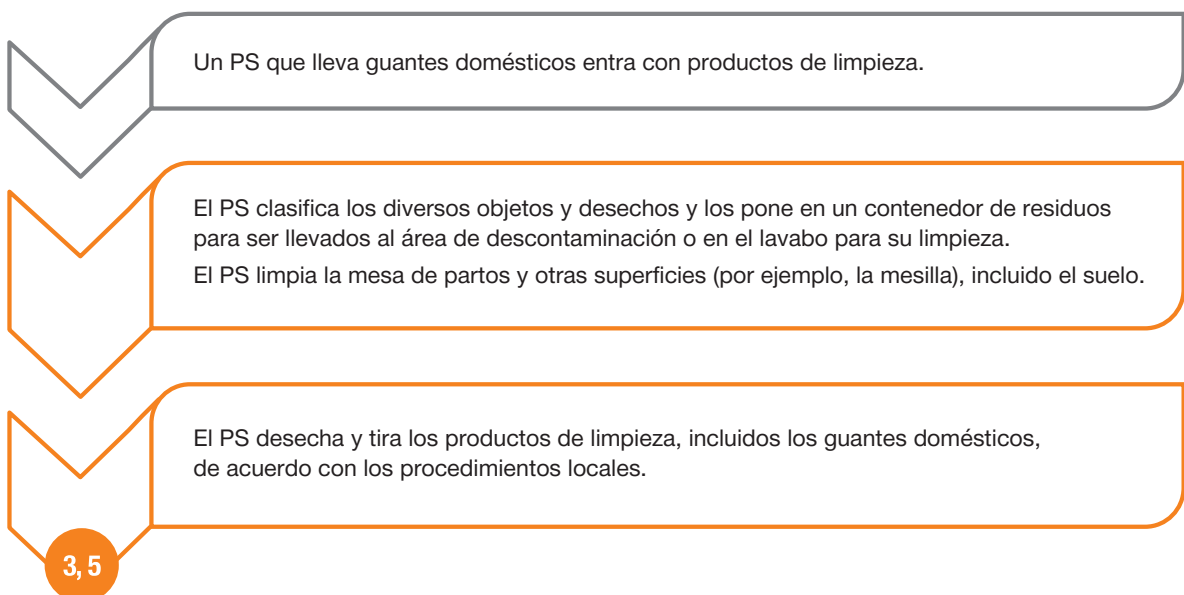 Un PS que lleva guantes domésticos entra con productos de limpieza.
El PS clasifica los diversos objetos y desechos y los pone en un contenedor de residuos
para ser llevados al área de descontaminación o en el lavabo para su limpieza.
El PS limpia la mesa de partos y otras superficies (por ejemplo, la mesilla), incluido el suelo.
El PS desecha y tira los productos de limpieza, incluidos los guantes domésticos,
de acuerdo con los procedimientos locales.
3, 5